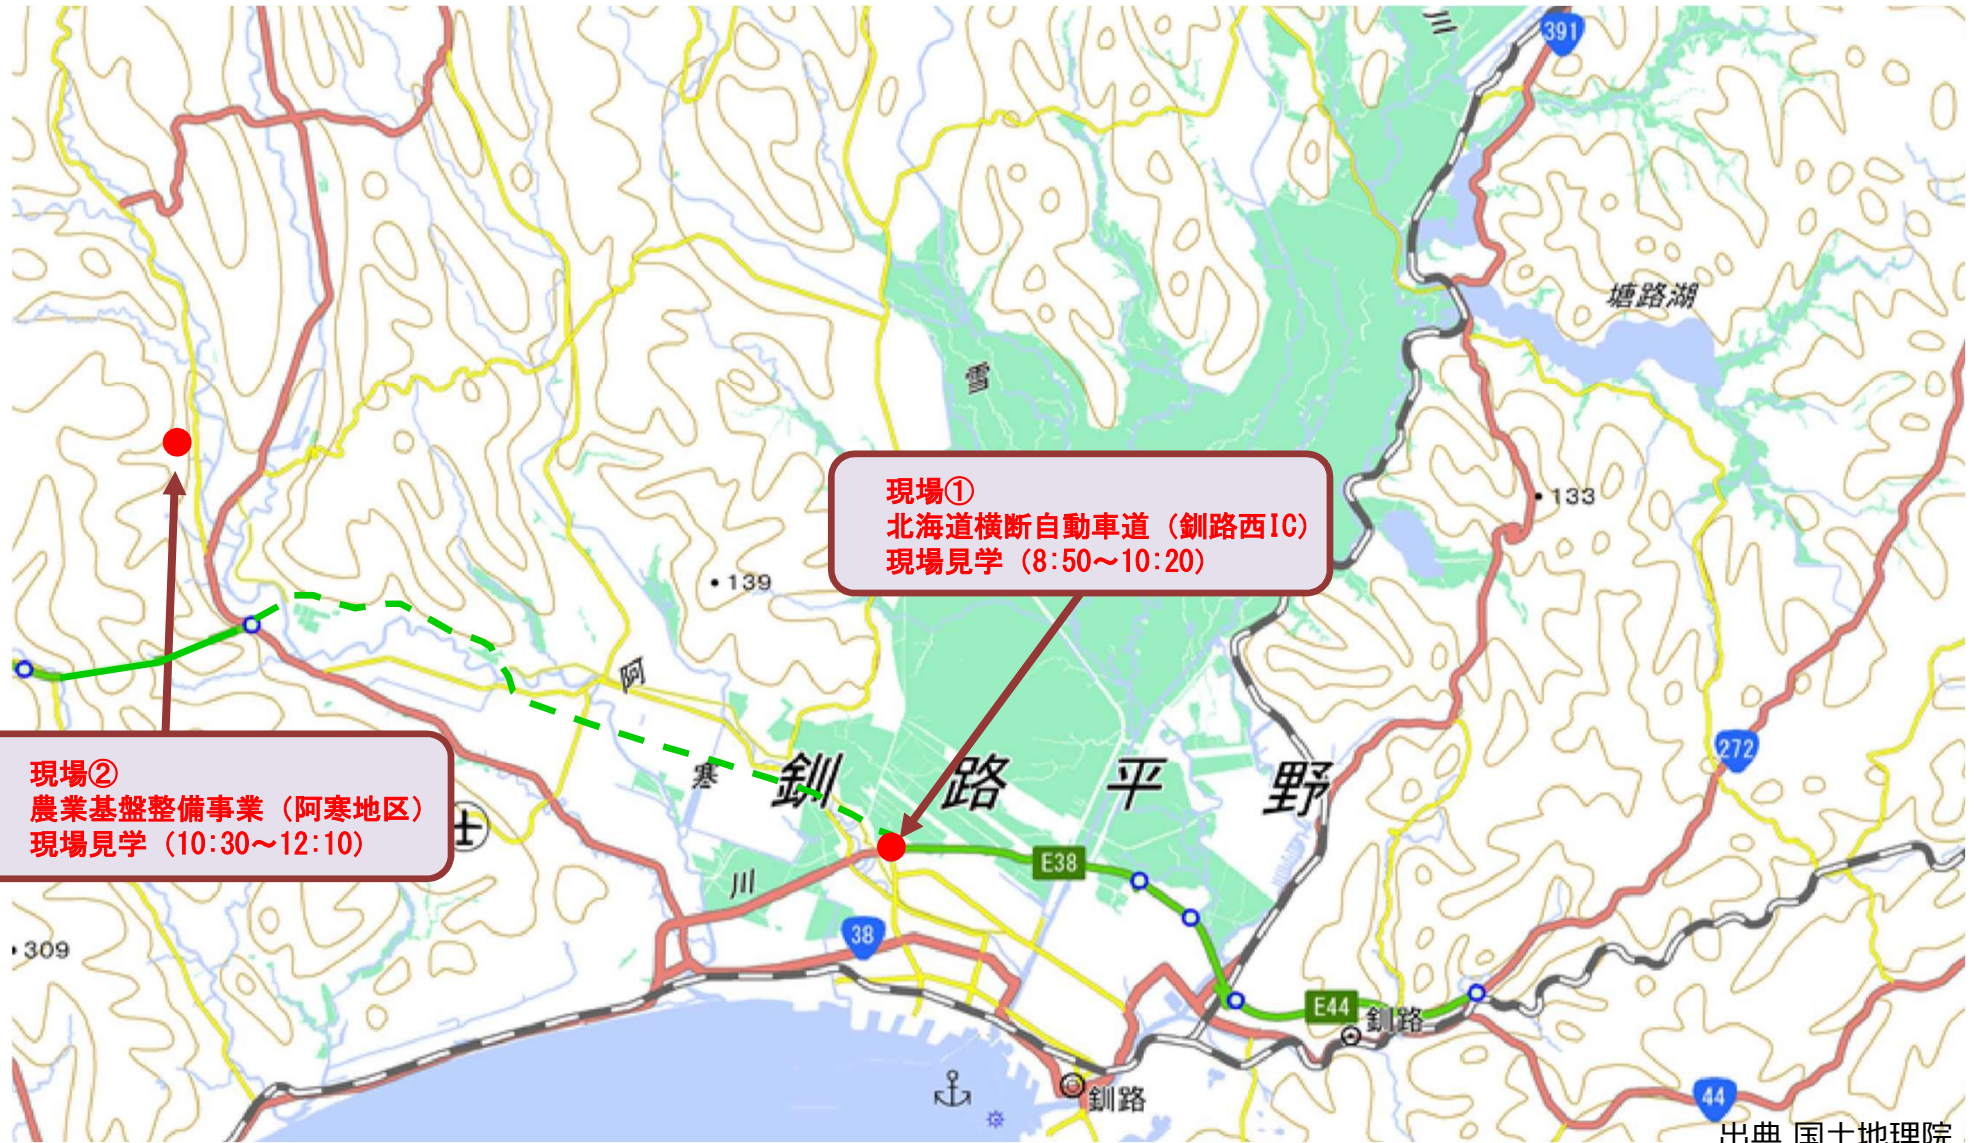 391
塘路湖
雪
133
現場①
北海道横断自動車道（釧路西IC）
現場見学（8:50～10:20）
139
阿
寒
川
釧路平野
272
現場②
農業基盤整備事業（阿寒地区）
現場見学（10:30～12:10）
E38
川
38
309
E44
釧路
釧路
44
出典 国土地理院